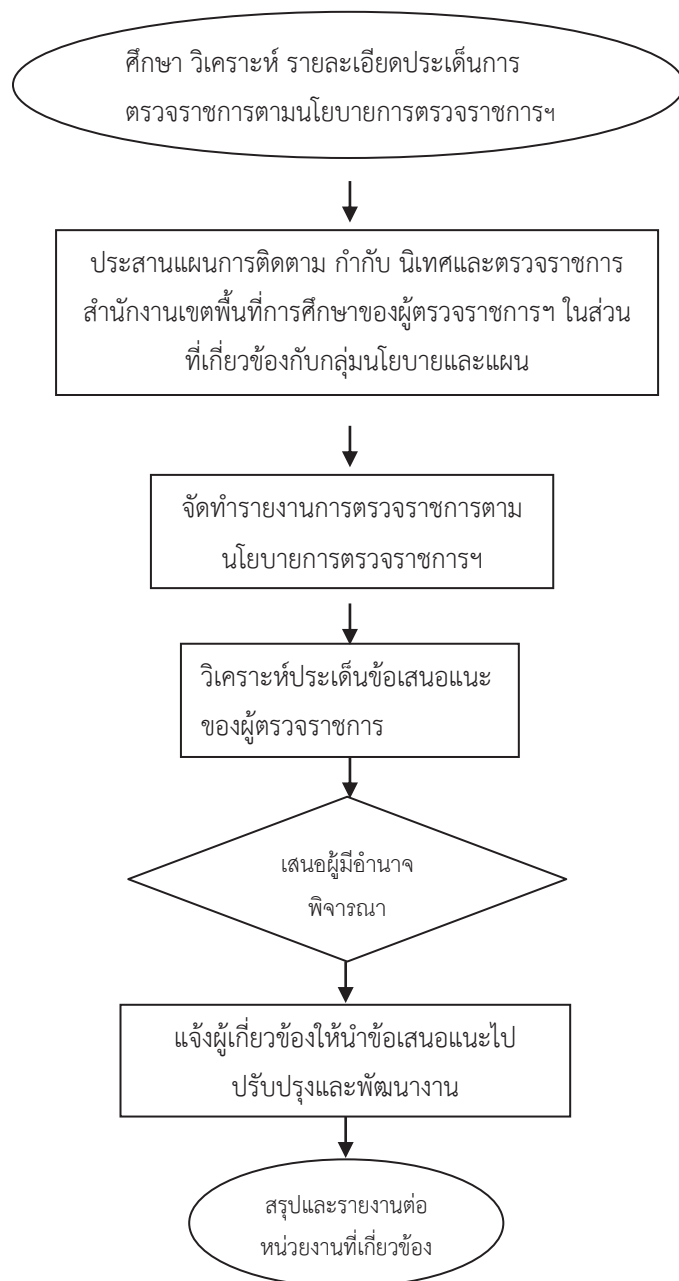 ศึกษา วิเคราะห์ รายละเอียดประเด็นการ
ตรวจราชการตามนโยบายการตรวจราชการฯ
ประสานแผนการติดตาม กำกับ นิเทศและตรวจราชการ
สำนักงานเขตพื้นที่การศึกษาของผู้ตรวจราชการฯ ในส่วน
ที่เกี่ยวข้องกับกลุ่มนโยบายและแผน
จัดทำรายงานการตรวจราชการตาม
นโยบายการตรวจราชการฯ
วิเคราะห์ประเด็นข้อเสนอแนะ
ของผู้ตรวจราชการ
เสนอผู้มีอำนาจ
พิจารณา
แจ้งผู้เกี่ยวข้องให้นำข้อเสนอแนะไป
ปรับปรุงและพัฒนางาน
สรุปและรายงานต่อ
หน่วยงานที่เกี่ยวข้อง